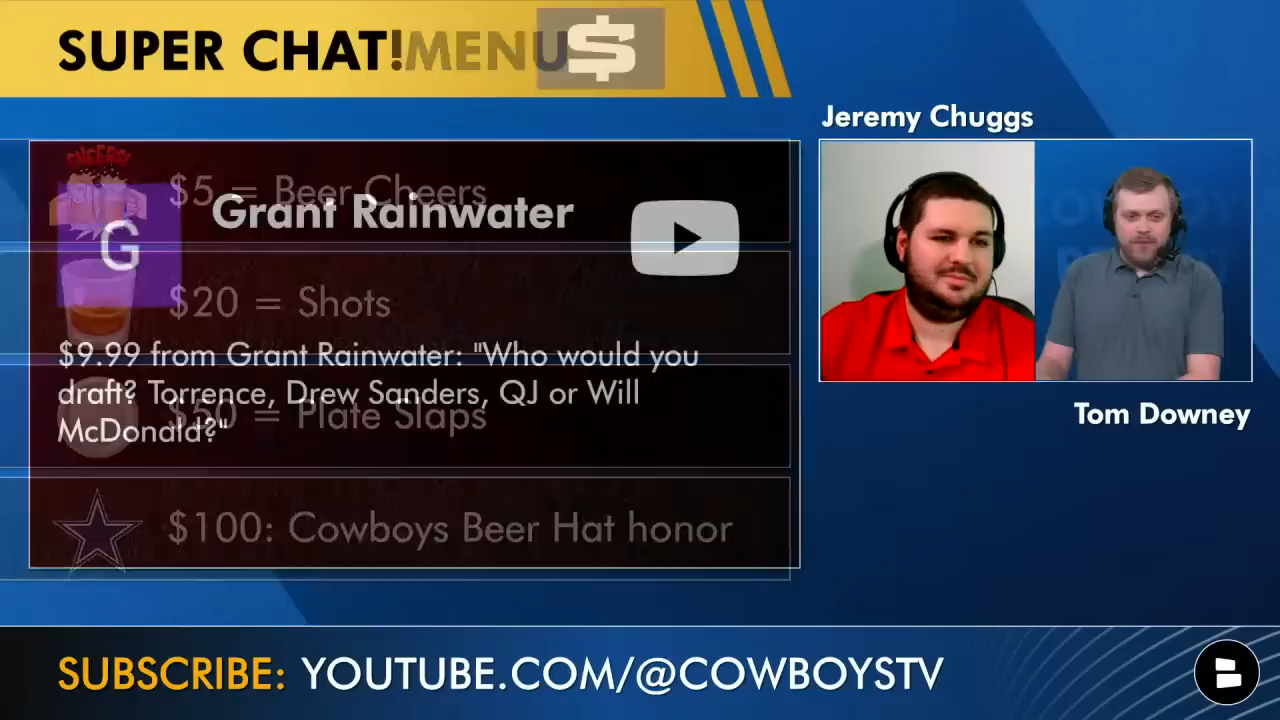 SUPER CHAT!MENU
$
Jeremy Chuggs
CHEERS!
$5 = Beer Cheers
G
Grant Rainwater
$20 = Shots
$9.99 from Grant Rainwater: "Who would you
draft? Torrence, Drew Sanders, QJ or Will
McDonald?"
$50 = Plate Slaps
Tom Downey
$100: Cowboys Beer Hat honor
SUBSCRIBE: YOUTUBE.COM/@COWBOYSTV